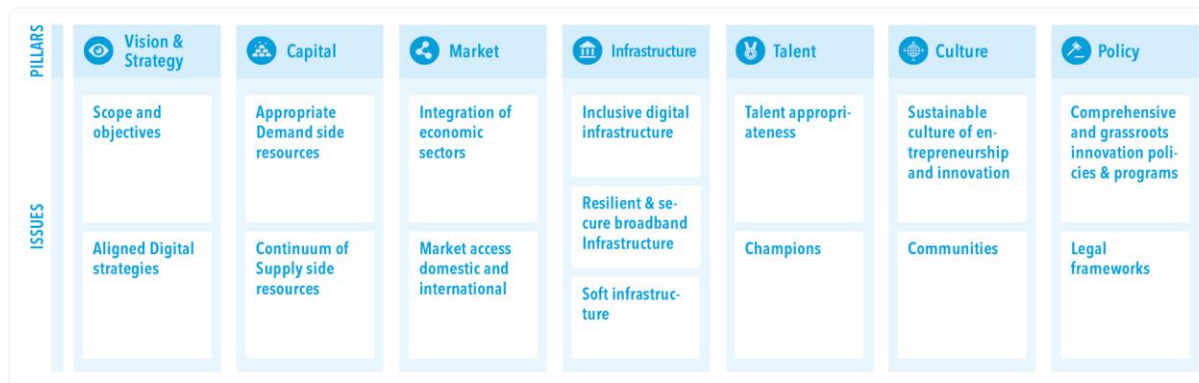 PILLARS
Vision &
Strategy
Capital
Market
Infrastructure
Talent
Culture
Policy
ISSUES
Scope and
objectives
Appropriate
Demand side
resources
Integration of
economic
sectors
Inclusive digital
infrastructure
Talent appropri-
ateness
Sustainable
culture of en-
trepreneurship
and innovation
Comprehensive
and grassroots
innovation poli-
cies & programs
Resilient & se-
cure broadband
Infrastructure
Aligned Digital
strategies
Continuum of
Supply side
resources
Market access
domestic and
international
Soft infrastruc-
ture
Champions
Communities
Legal
frameworks